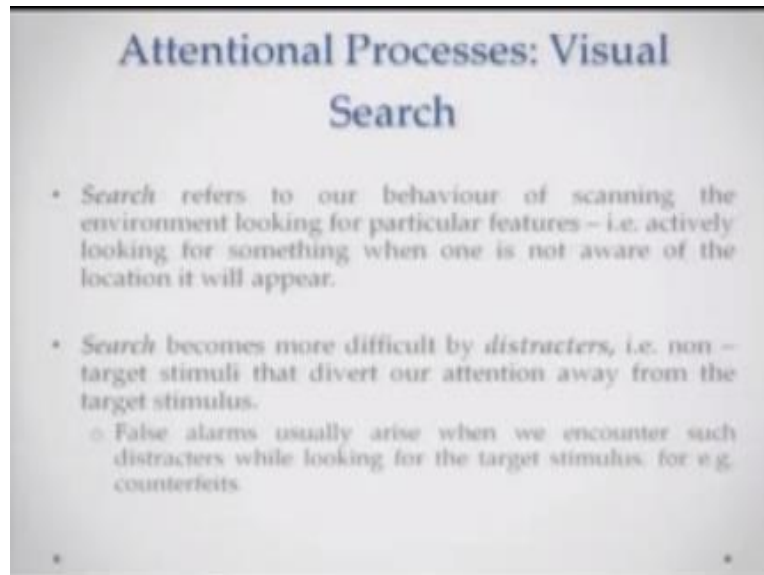 Attentional Processes: Visual
Search
• Search refers to our behaviour of scanning the
environment looking for particular features – i.e. actively
looking for something when one is not aware of the
location it will appear.
• Search becomes more difficult by distracters, i.e. non –
target stimuli that divert our attention away from the
target stimulus.
o False alarms usually arise when we encounter such
distracters while looking for the target stimulus. for e.g.
counterfeits